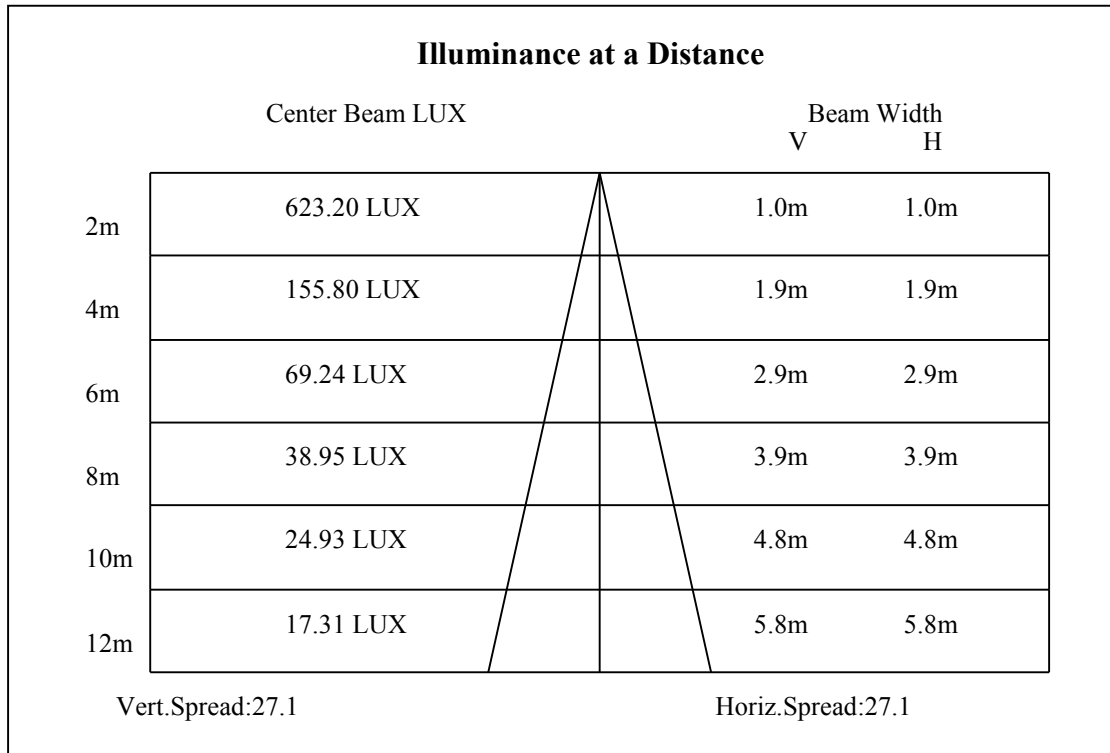 Illuminance at a Distance
Center Beam LUX Beam Width
V H
2m 623.20 LUX 1.0m 1.0m
4m 155.80 LUX 1.9m 1.9m
6m 69.24 LUX 2.9m 2.9m
8m 38.95 LUX 3.9m 3.9m
10m 24.93 LUX 4.8m 4.8m
12m 17.31 LUX 5.8m 5.8m
Vert.Spread:27.1 Horiz.Spread:27.1